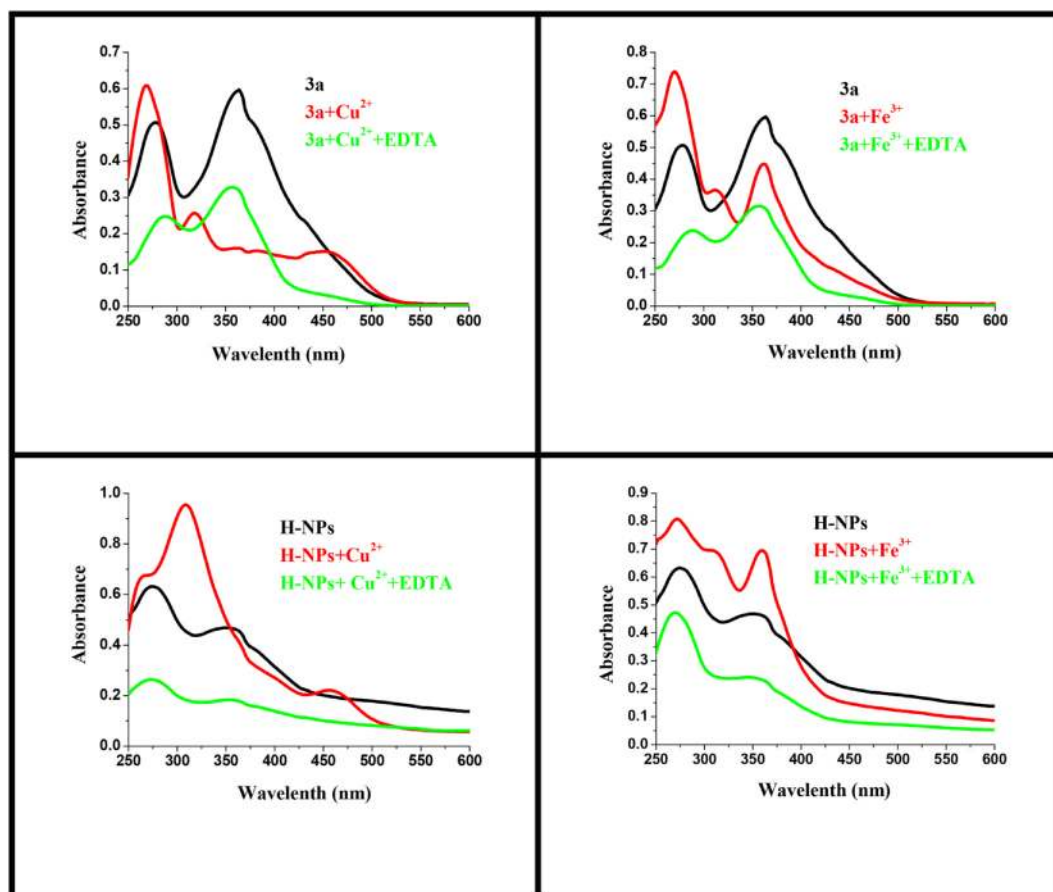 0.7
0.6
0.5
0.4
0.3
0.2
0.1
0.0
Absorbance
3a
3a+Cu²⁺
3a+Cu²⁺+EDTA
250 300 350 400 450 500 550 600
Wavelenth (nm)
0.8
0.7
0.6
0.5
0.4
0.3
0.2
0.1
0.0
Absorbance
3a
3a+Fe³⁺
3a+Fe³⁺+EDTA
250 300 350 400 450 500 550 600
Wavelenth (nm)
1.0
0.8
0.6
0.4
0.2
0.0
Absorbance
H-NPs
H-NPs+Cu²⁺
H-NPs+ Cu²⁺+EDTA
250 300 350 400 450 500 550 600
Wavelenth (nm)
0.9
0.8
0.7
0.6
0.5
0.4
0.3
0.2
0.1
0.0
Absorbance
H-NPs
H-NPs+Fe³⁺
H-NPs+Fe³⁺+EDTA
250 300 350 400 450 500 550 600
Wavelenth (nm)